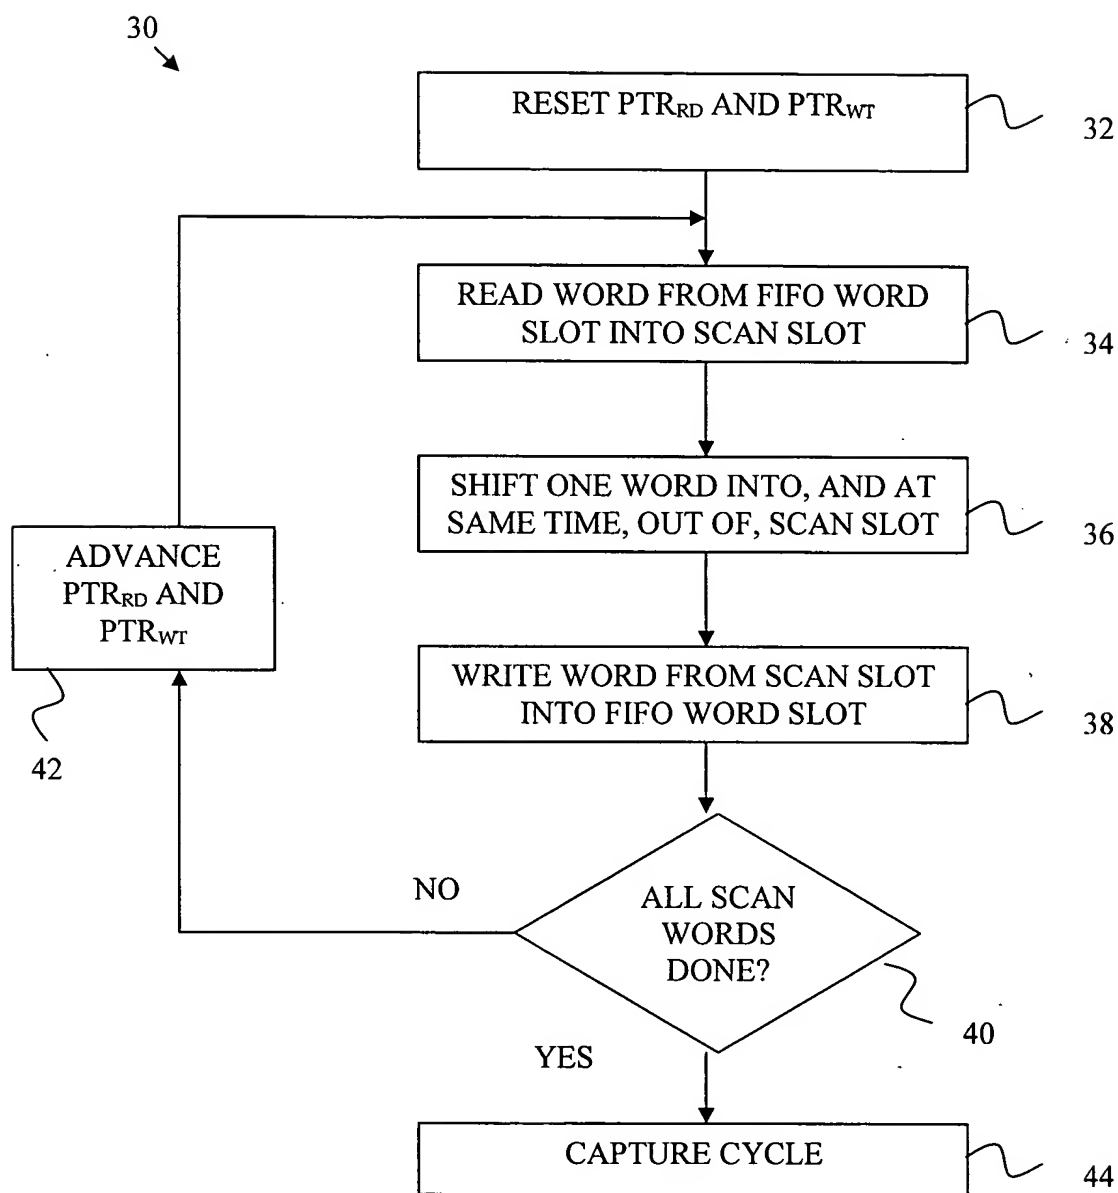 30
RESET PTRRD AND PTRWT
32
READ WORD FROM FIFO WORD
SLOT INTO SCAN SLOT
34
SHIFT ONE WORD INTO, AND AT
SAME TIME, OUT OF, SCAN SLOT
36
ADVANCE
PTRRD AND
PTRWT
42
WRITE WORD FROM SCAN SLOT
INTO FIFO WORD SLOT
38
NO
ALL SCAN
WORDS
DONE?
40
YES
CAPTURE CYCLE
44